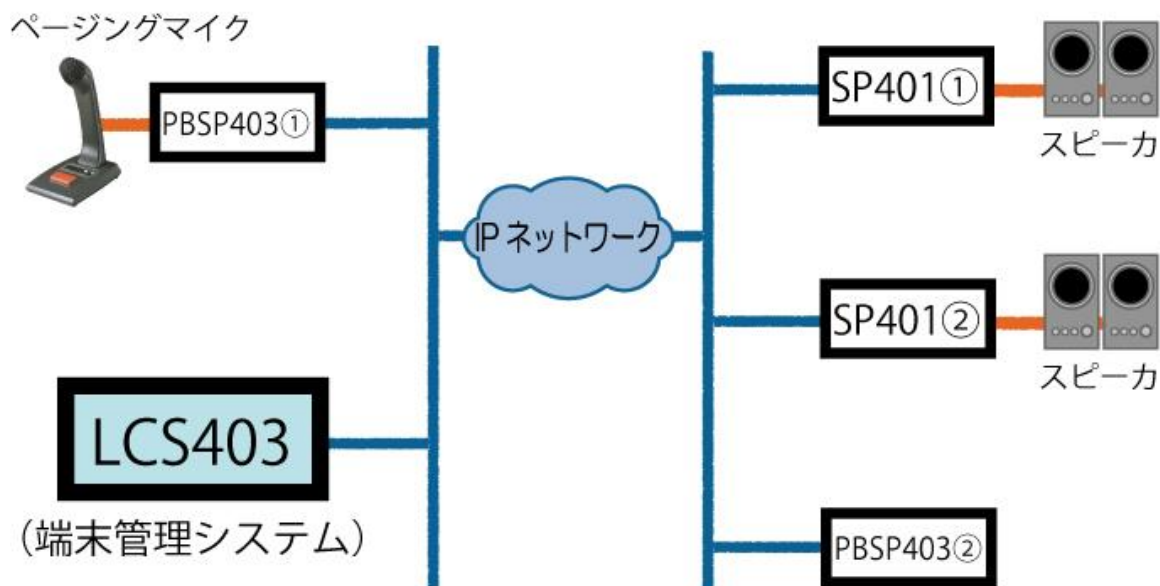 ページングマイク
PBSP403①
LCS403
（端末管理システム）
IPネットワーク
SP401①
スピーカ
SP401②
スピーカ
PBSP403②